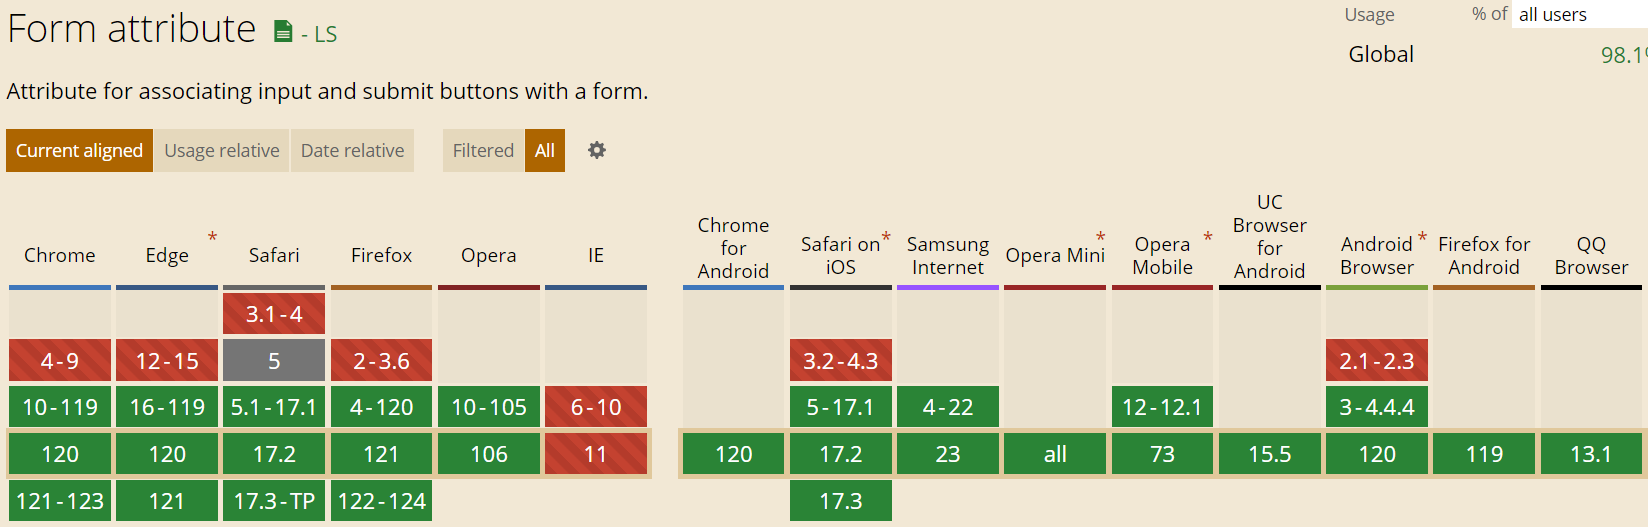 Form attribute - LS
Usage % of all users
Global 98.1
Attribute for associating input and submit buttons with a form.
Current aligned Usage relative Date relative Filtered All
Chrome Edge * Safari Firefox Opera IE
Chrome for Android Safari on iOS * Samsung Internet Opera Mini * Opera Mobile * UC Browser for Android Android Browser * Firefox for Android QQ Browser
3.1-4
4-9 12-15 5 2-3.6 3.2-4.3 2.1-2.3
10-119 16-119 5.1-17.1 4-120 10-105 6-10 5-17.1 4-22 12-12.1 3-4.4.4
120 120 17.2 121 106 11 120 17.2 23 all 73 15.5 120 119 13.1
121-123 121 17.3-TP 122-124 17.3